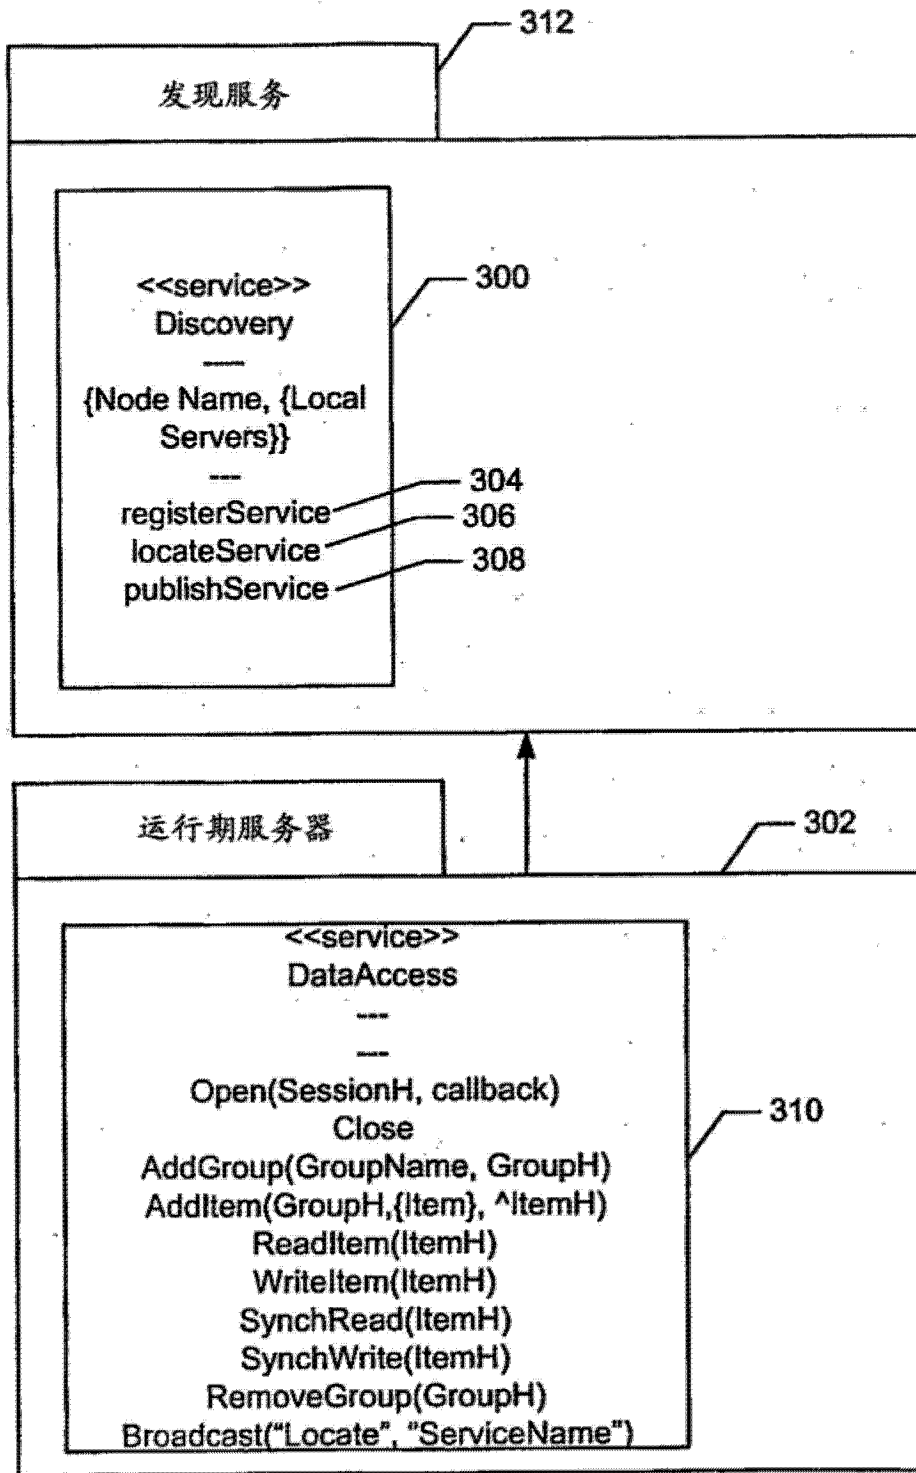 312
发现服务
<<service>>
300
Discovery
----
{Node Name, {Local
Servers}}
---
304
registerService
306
locateService
308
publishService
运行期服务器
302
<<service>>
DataAccess
---
---
Open(SessionH, callback)
Close
310
AddGroup(GroupName, GroupH)
AddItem(GroupH,{Item}, ^ItemH)
ReadItem(ItemH)
WriteItem(ItemH)
SynchRead(ItemH)
SynchWrite(ItemH)
RemoveGroup(GroupH)
Broadcast("Locate", "ServiceName")